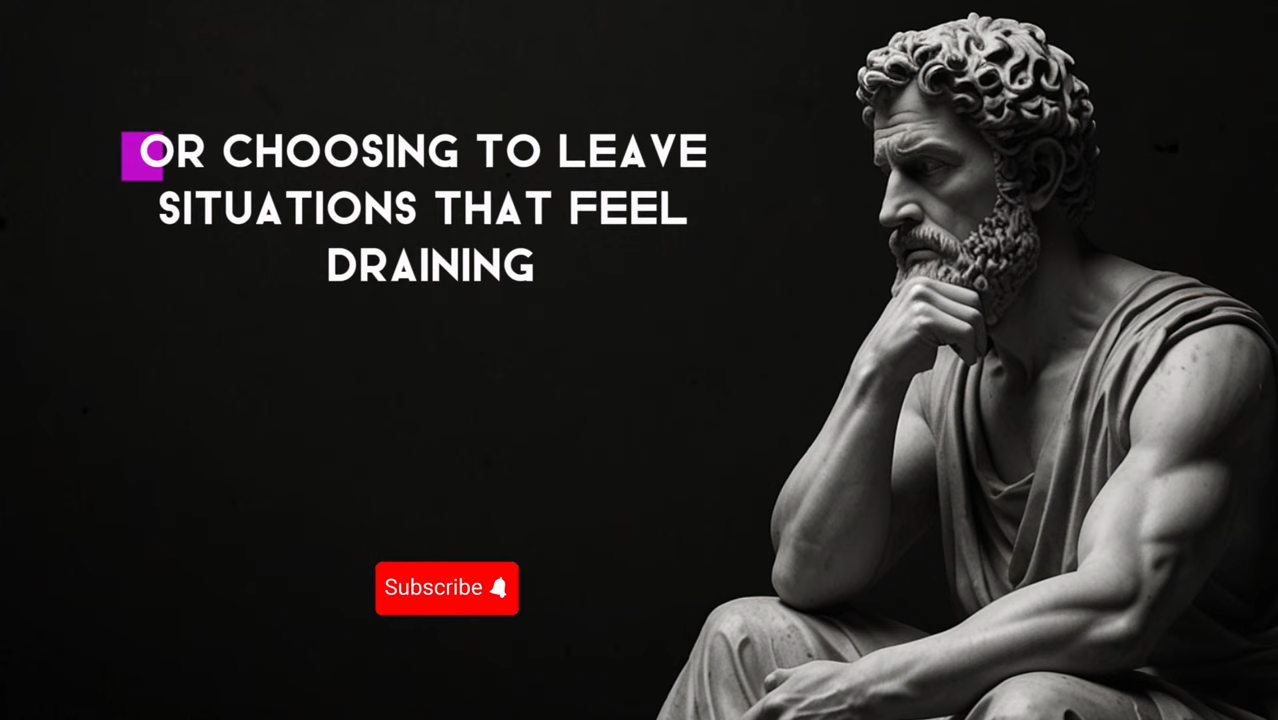 OR CHOOSING TO LEAVE
SITUATIONS THAT FEEL
DRAINING
Subscribe